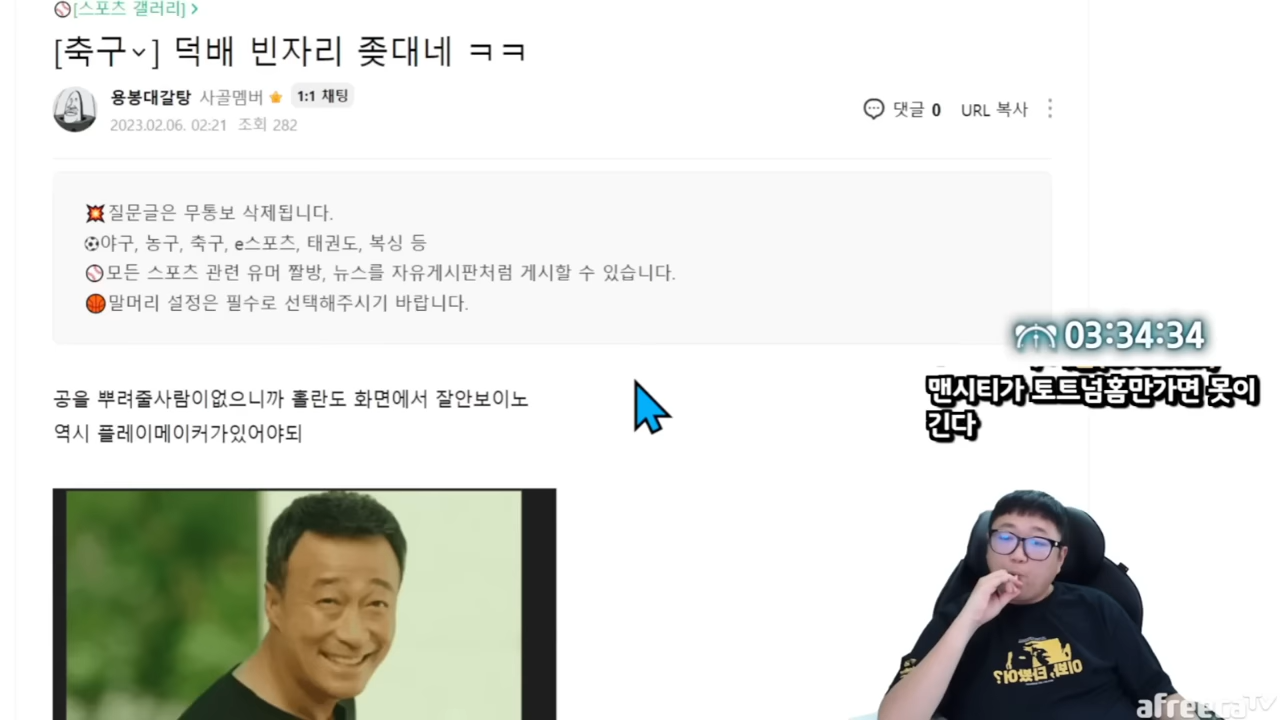 [스포츠 갤러리] >
[축구⌄] 덕배 빈자리 좆대네 ㅋㅋ
용봉대갈탕 사골멤버 1:1 채팅
2023.02.06. 02:21 조회 282
댓글 0 URL 복사
질문글은 무통보 삭제됩니다.
야구, 농구, 축구, e스포츠, 태권도, 복싱 등
모든 스포츠 관련 유머 짤방, 뉴스를 자유게시판처럼 게시할 수 있습니다.
말머리 설정은 필수로 선택해주시기 바랍니다.
03:34:34
맨시티가 토트넘홈만가면 못이
긴다
공을 뿌려줄사람이없으니까 홀란도 화면에서 잘안보이노
역시 플레이메이커가있어야되
afreecaTV